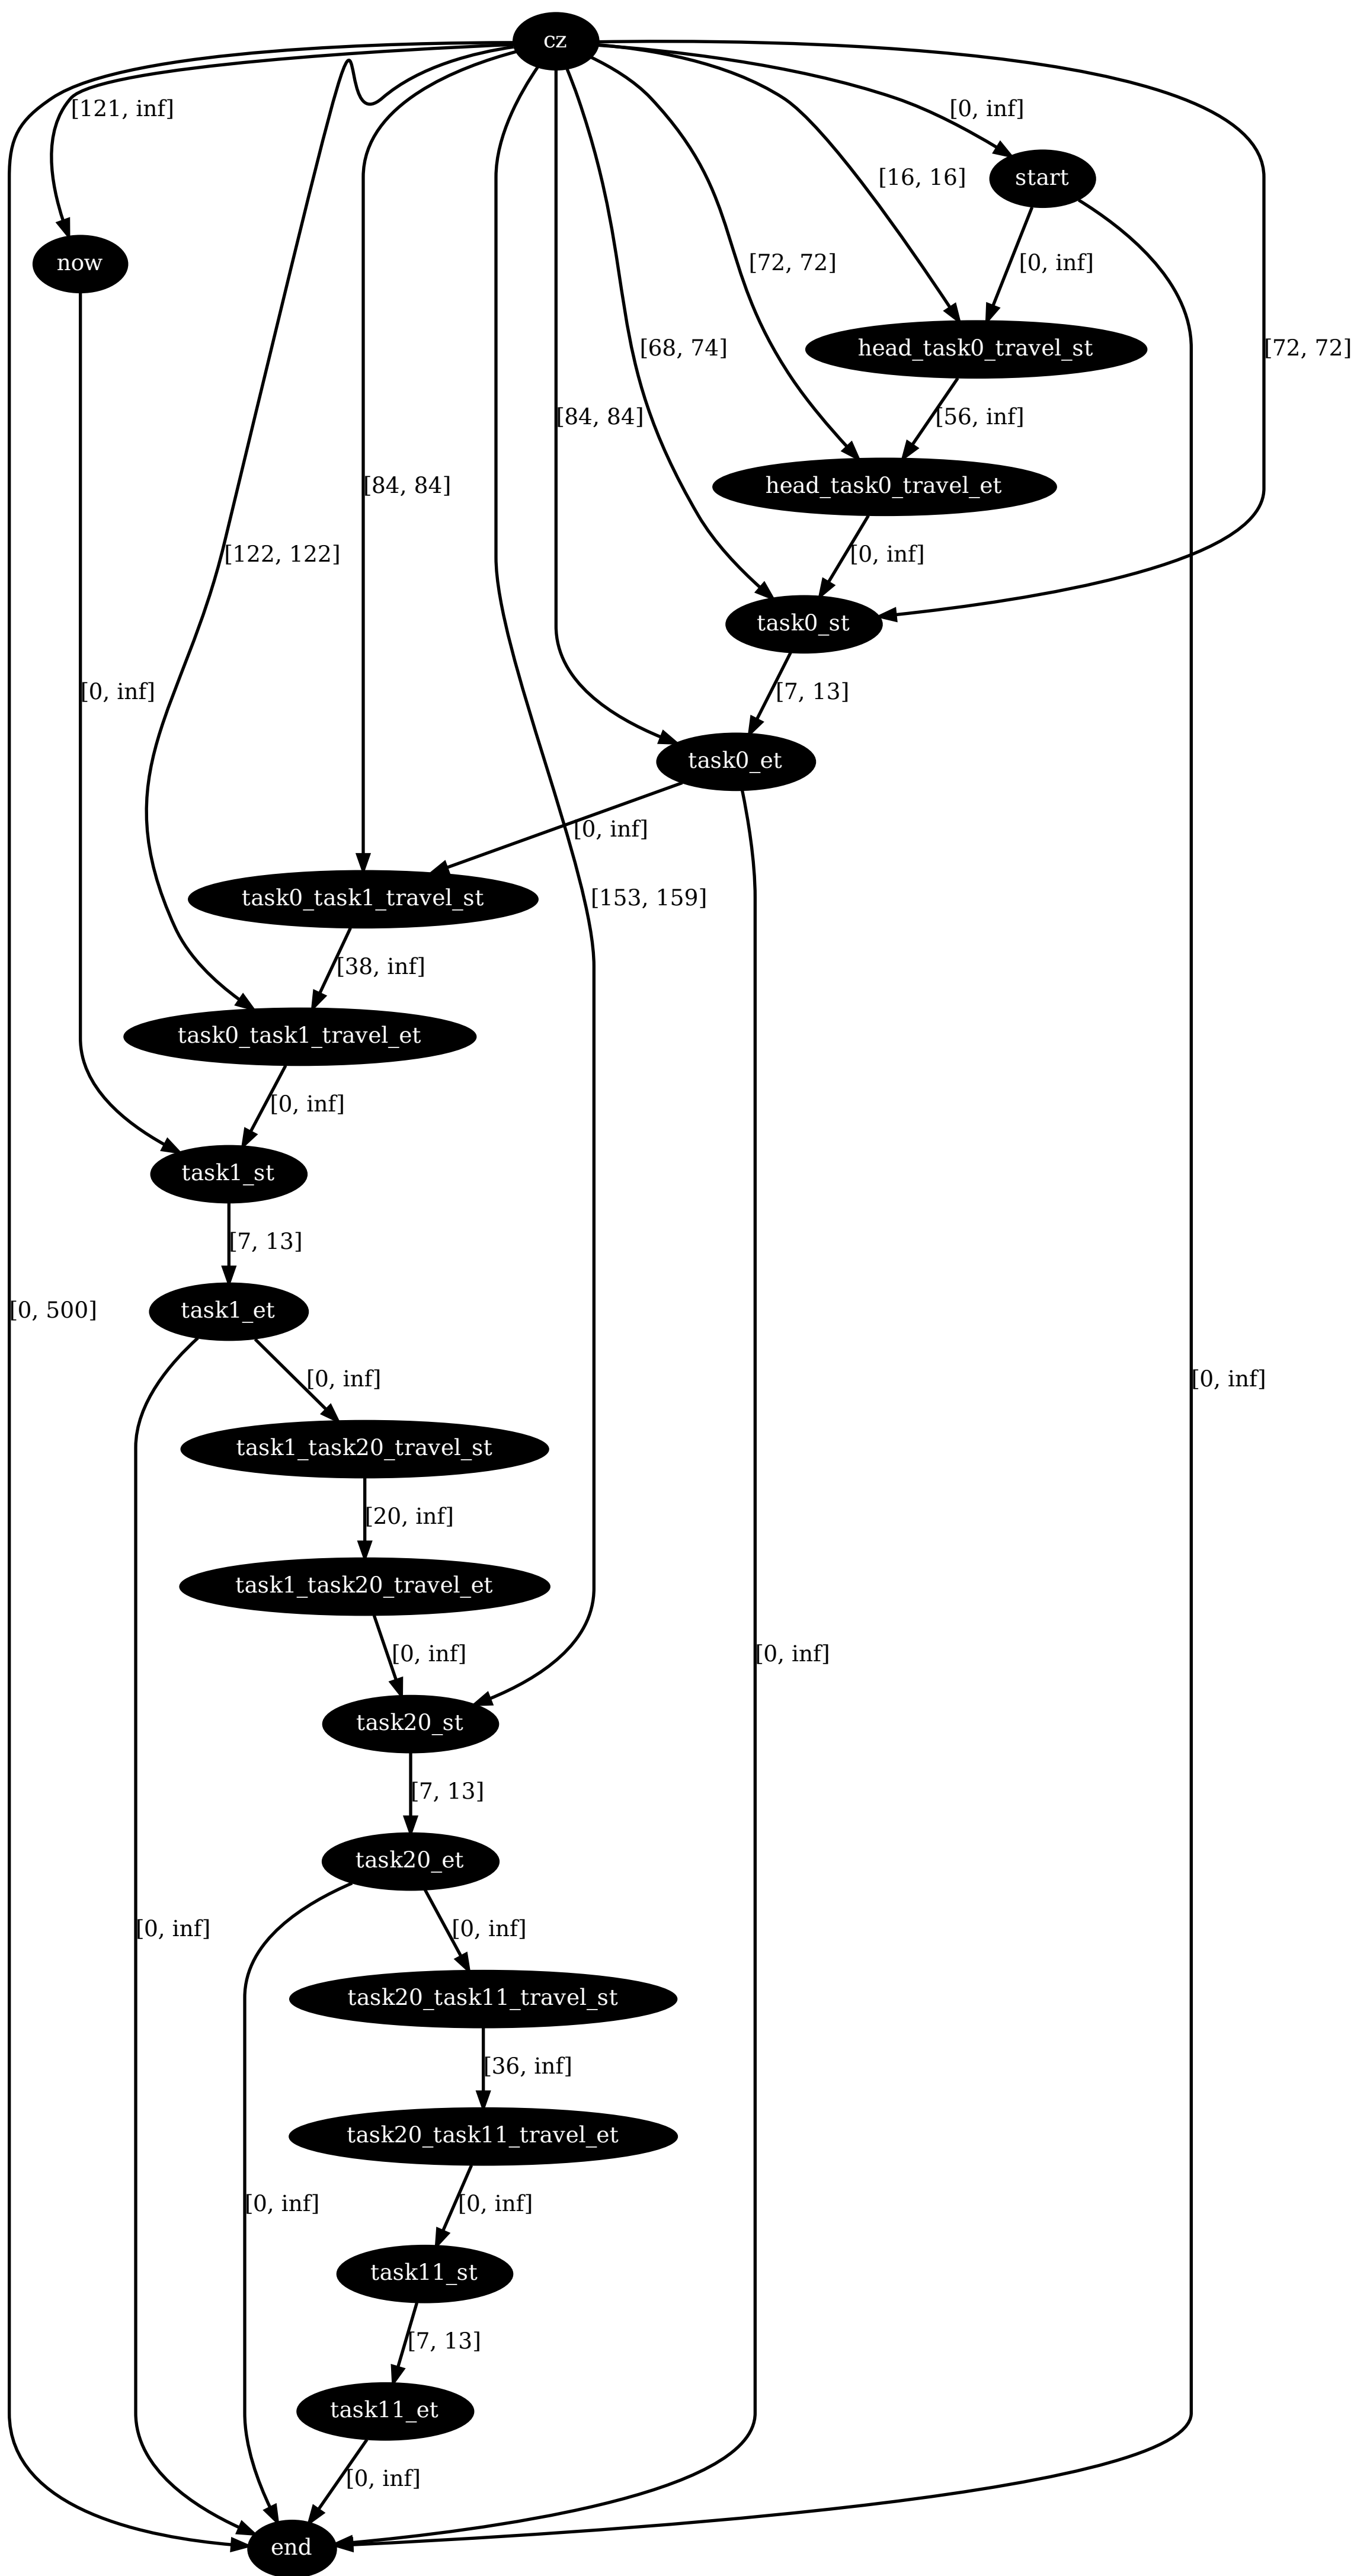 cz
[121, inf]
[0, inf]
start
[16, 16]
now
[72, 72]
[0, inf]
head_task0_travel_st
[68, 74]
[72, 72]
[84, 84]
[56, inf]
head_task0_travel_et
[84, 84]
[122, 122]
[0, inf]
task0_st
[0, inf]
[7, 13]
task0_et
[0, inf]
task0_task1_travel_st
[153, 159]
[38, inf]
task0_task1_travel_et
[0, inf]
task1_st
[7, 13]
[0, 500]
task1_et
[0, inf]
[0, inf]
task1_task20_travel_st
[20, inf]
task1_task20_travel_et
[0, inf]
[0, inf]
task20_st
[7, 13]
task20_et
[0, inf]
[0, inf]
task20_task11_travel_st
[36, inf]
task20_task11_travel_et
[0, inf]
[0, inf]
task11_st
[7, 13]
task11_et
[0, inf]
end